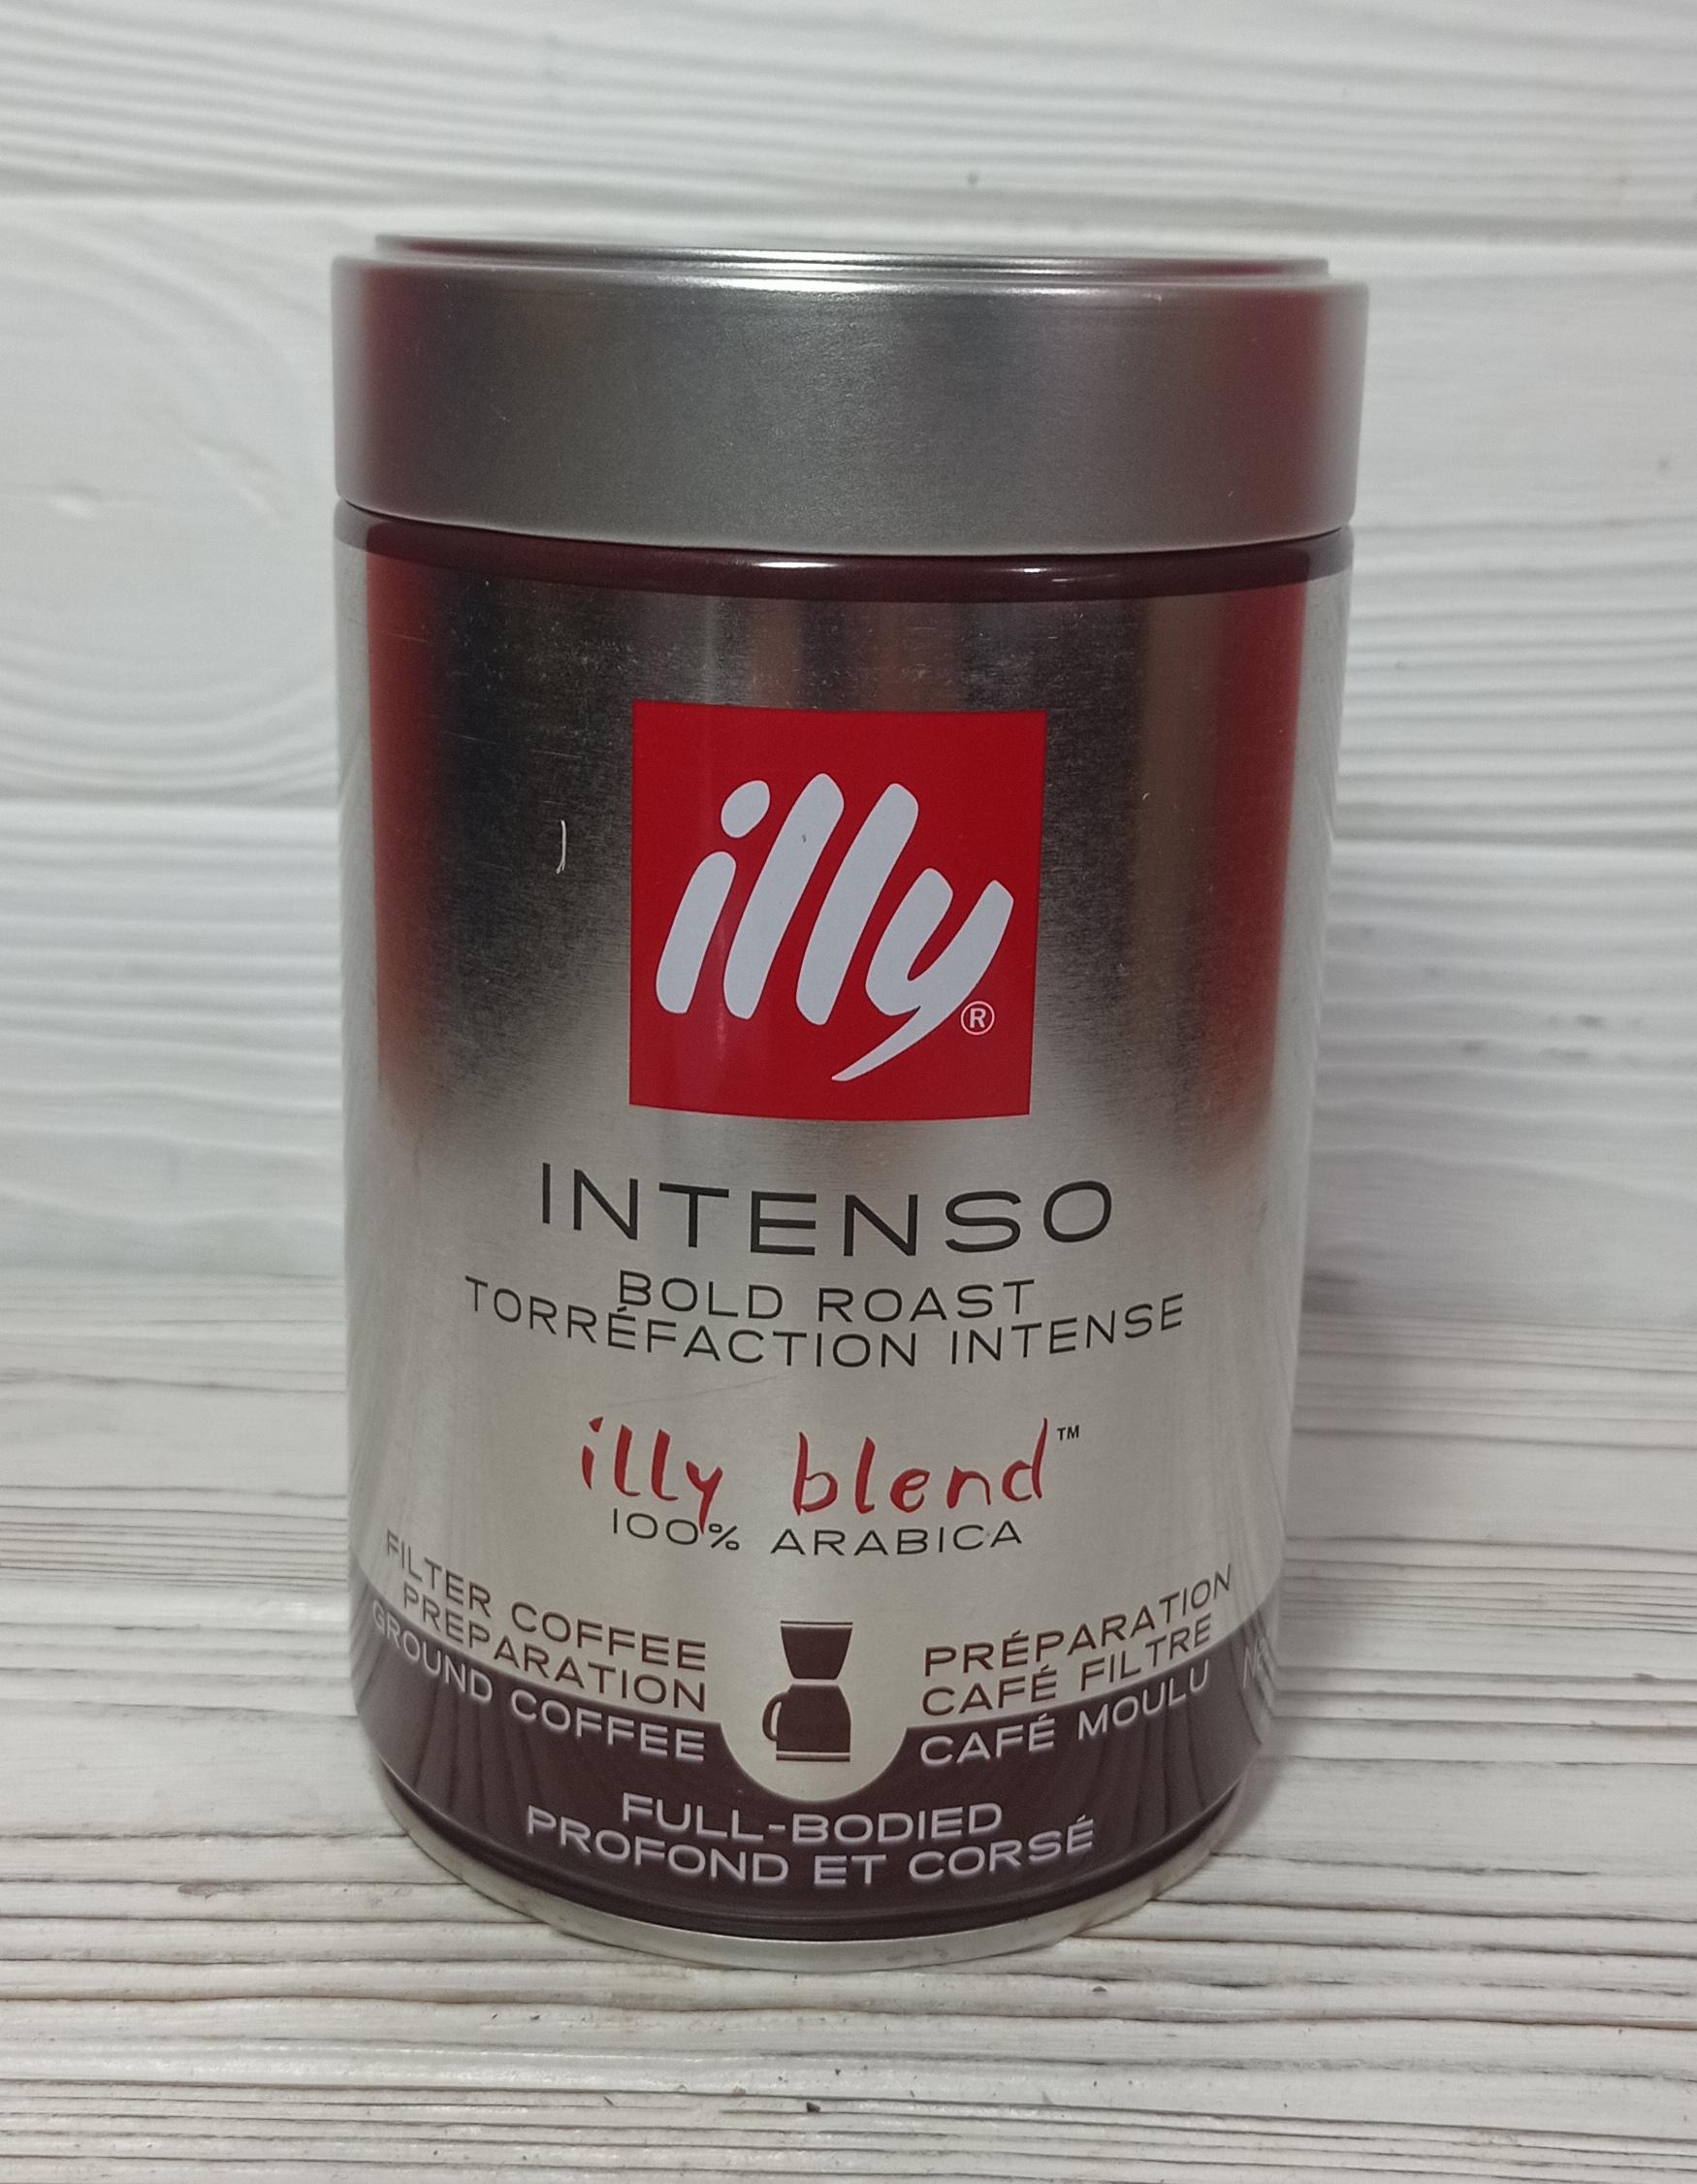 illy®
INTENSO
BOLD ROAST
TORRÉFACTION INTENSE
illy blend™
100% ARABICA
FILTER COFFEE
PREPARATION
GROUND COFFEE
PRÉPARATION
CAFÉ FILTRE
CAFÉ MOULU
FULL-BODIED
PROFOND ET CORSÉ